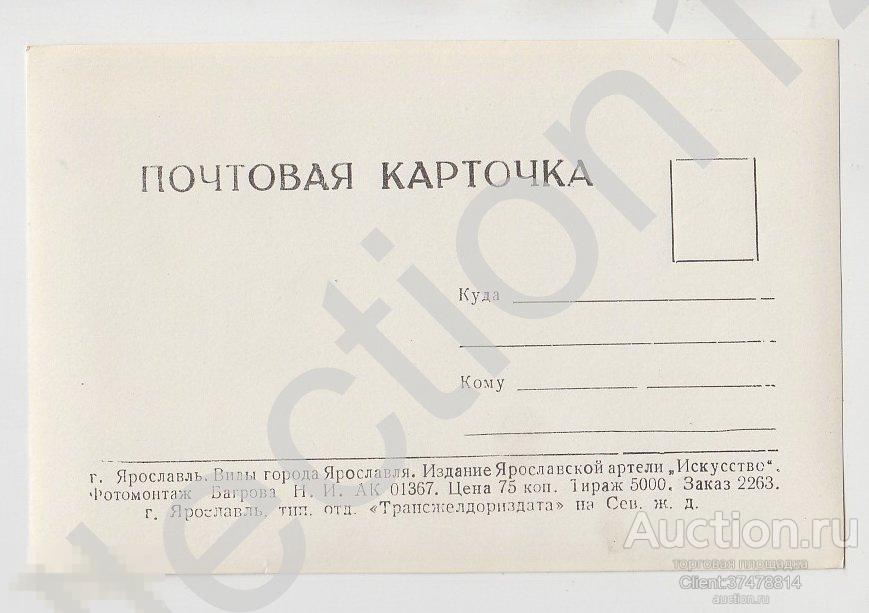 ПОЧТОВАЯ КАРТОЧКА
Куда
Кому
г. Ярославль. Виды города Ярославля. Издание Ярославской артели „Искусство“.
Фотомонтаж Багрова Н. И. АК 01367. Цена 75 коп. Тираж 5000. Заказ 2263.
г. Ярославль, тип. отд. «Трансжелдориздата» на Сев. ж. д.
Auction.ru
торговая площадка
Client:37478814
auction.ru